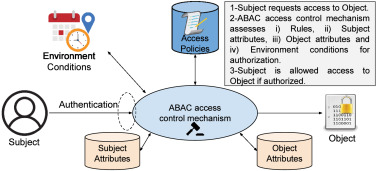 1-Subject requests access to Object.
2-ABAC access control mechanism
assesses i) Rules, ii) Subject
attributes, iii) Object attributes and
iv) Environment conditions for
authorization.
3-Subject is allowed access to
Object if authorized.
Access
Policies
Environment
Conditions
Authentication
ABAC access
control mechanism
Subject
Object
Subject
Attributes
Object
Attributes